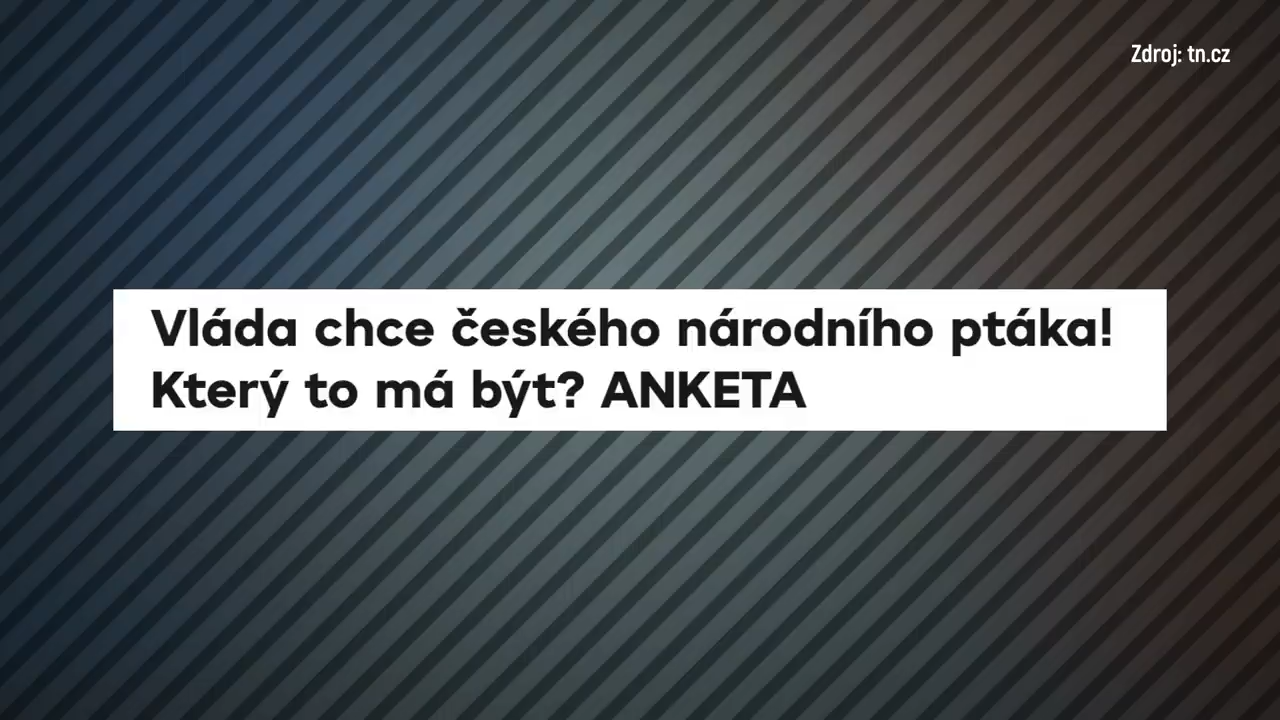 Zdroj: tn.cz
Vláda chce českého národního ptáka!
Který to má být? ANKETA